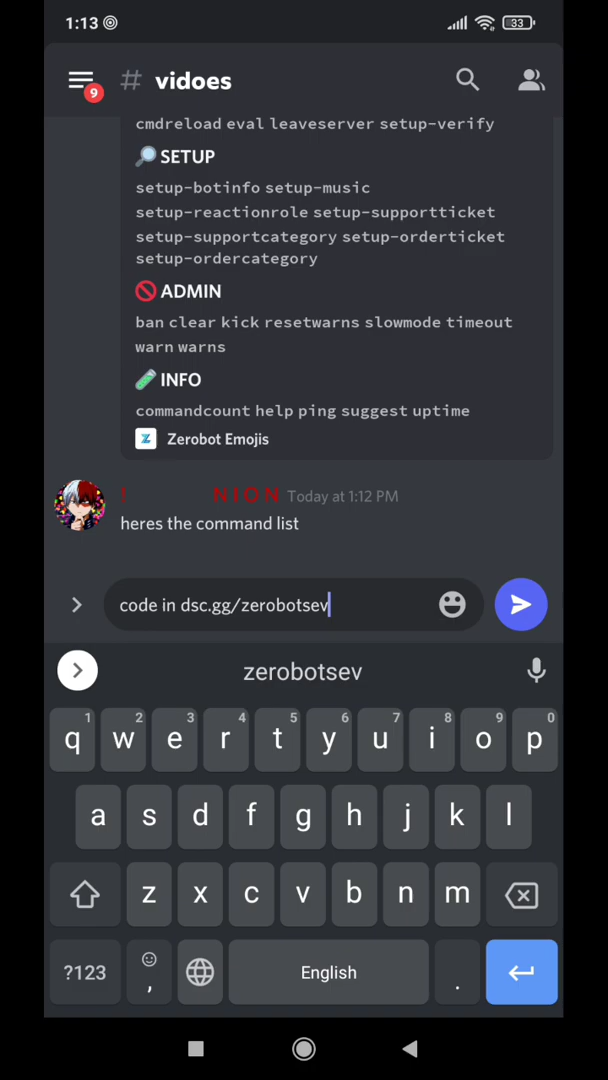 1:13 33
9 # vidoes
cmdreload eval leaveserver setup-verify
SETUP
setup-botinfo setup-music
setup-reactionrole setup-supportticket
setup-supportcategory setup-orderticket
setup-ordercategory
ADMIN
ban clear kick resetwarns slowmode timeout
warn warns
INFO
commandcount help ping suggest uptime
Z Zerobot Emojis
! N I O N Today at 1:12 PM
heres the command list
code in dsc.gg/zerobotsev
zerobotsev
1 2 3 4 5 6 7 8 9 0
q w e r t y u i o p
a s d f g h j k l
z x c v b n m
?123 , English .